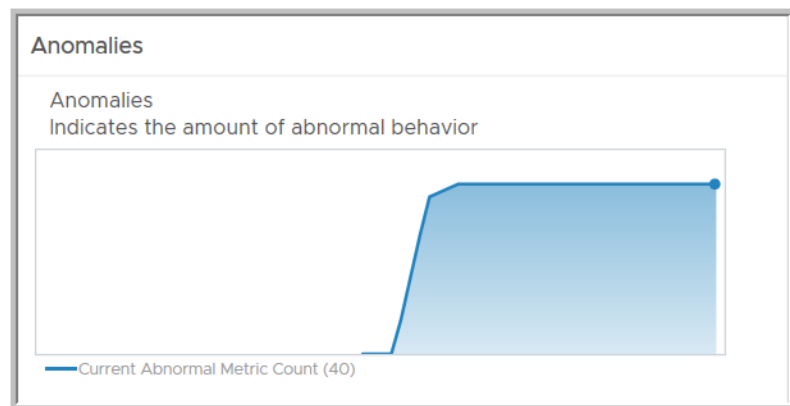 Anomalies
Anomalies
Indicates the amount of abnormal behavior
Current Abnormal Metric Count (40)